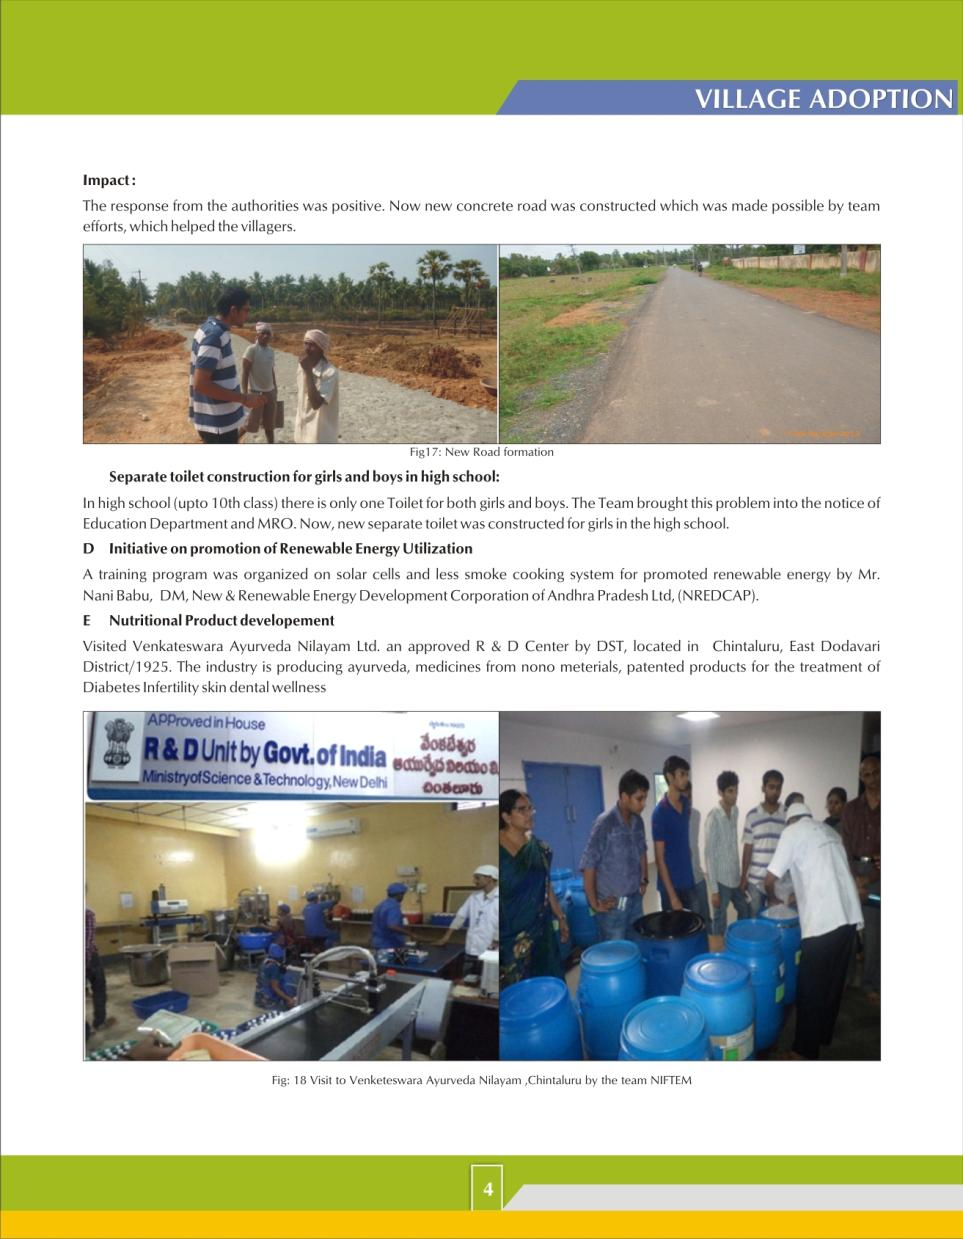 VILLAGE ADOPTION
Impact :
The response from the authorities was positive. Now new concrete road was constructed which was made possible by team
efforts, which helped the villagers.
Fig17: New Road formation
Separate toilet construction for girls and boys in high school:
In high school (upto 10th class) there is only one Toilet for both girls and boys. The Team brought this problem into the notice of
Education Department and MRO. Now, new separate toilet was constructed for girls in the high school.
D Initiative on promotion of Renewable Energy Utilization
A training program was organized on solar cells and less smoke cooking system for promoted renewable energy by Mr.
Nani Babu, DM, New & Renewable Energy Development Corporation of Andhra Pradesh Ltd, (NREDCAP).
E Nutritional Product developement
Visited Venkateswara Ayurveda Nilayam Ltd. an approved R & D Center by DST, located in Chintaluru, East Dodavari
District/1925. The industry is producing ayurveda, medicines from nono meterials, patented products for the treatment of
Diabetes Infertility skin dental wellness
APProved in House
R & D Unit by Govt. of India
Ministry of Science & Technology, New Delhi
వేంకటేశ్వర
ఆయుర్వేద నిలయం
చింతలూరు
Fig: 18 Visit to Venketeswara Ayurveda Nilayam ,Chintaluru by the team NIFTEM
4